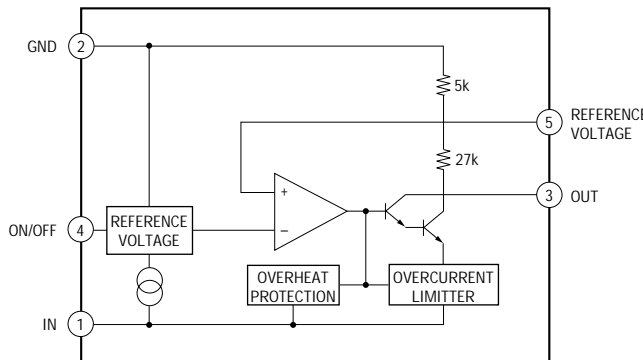 GND 2
5k
5 REFERENCE
VOLTAGE
27k
+
3 OUT
ON/OFF 4
REFERENCE
VOLTAGE
−
OVERHEAT
PROTECTION
OVERCURRENT
LIMITTER
IN 1